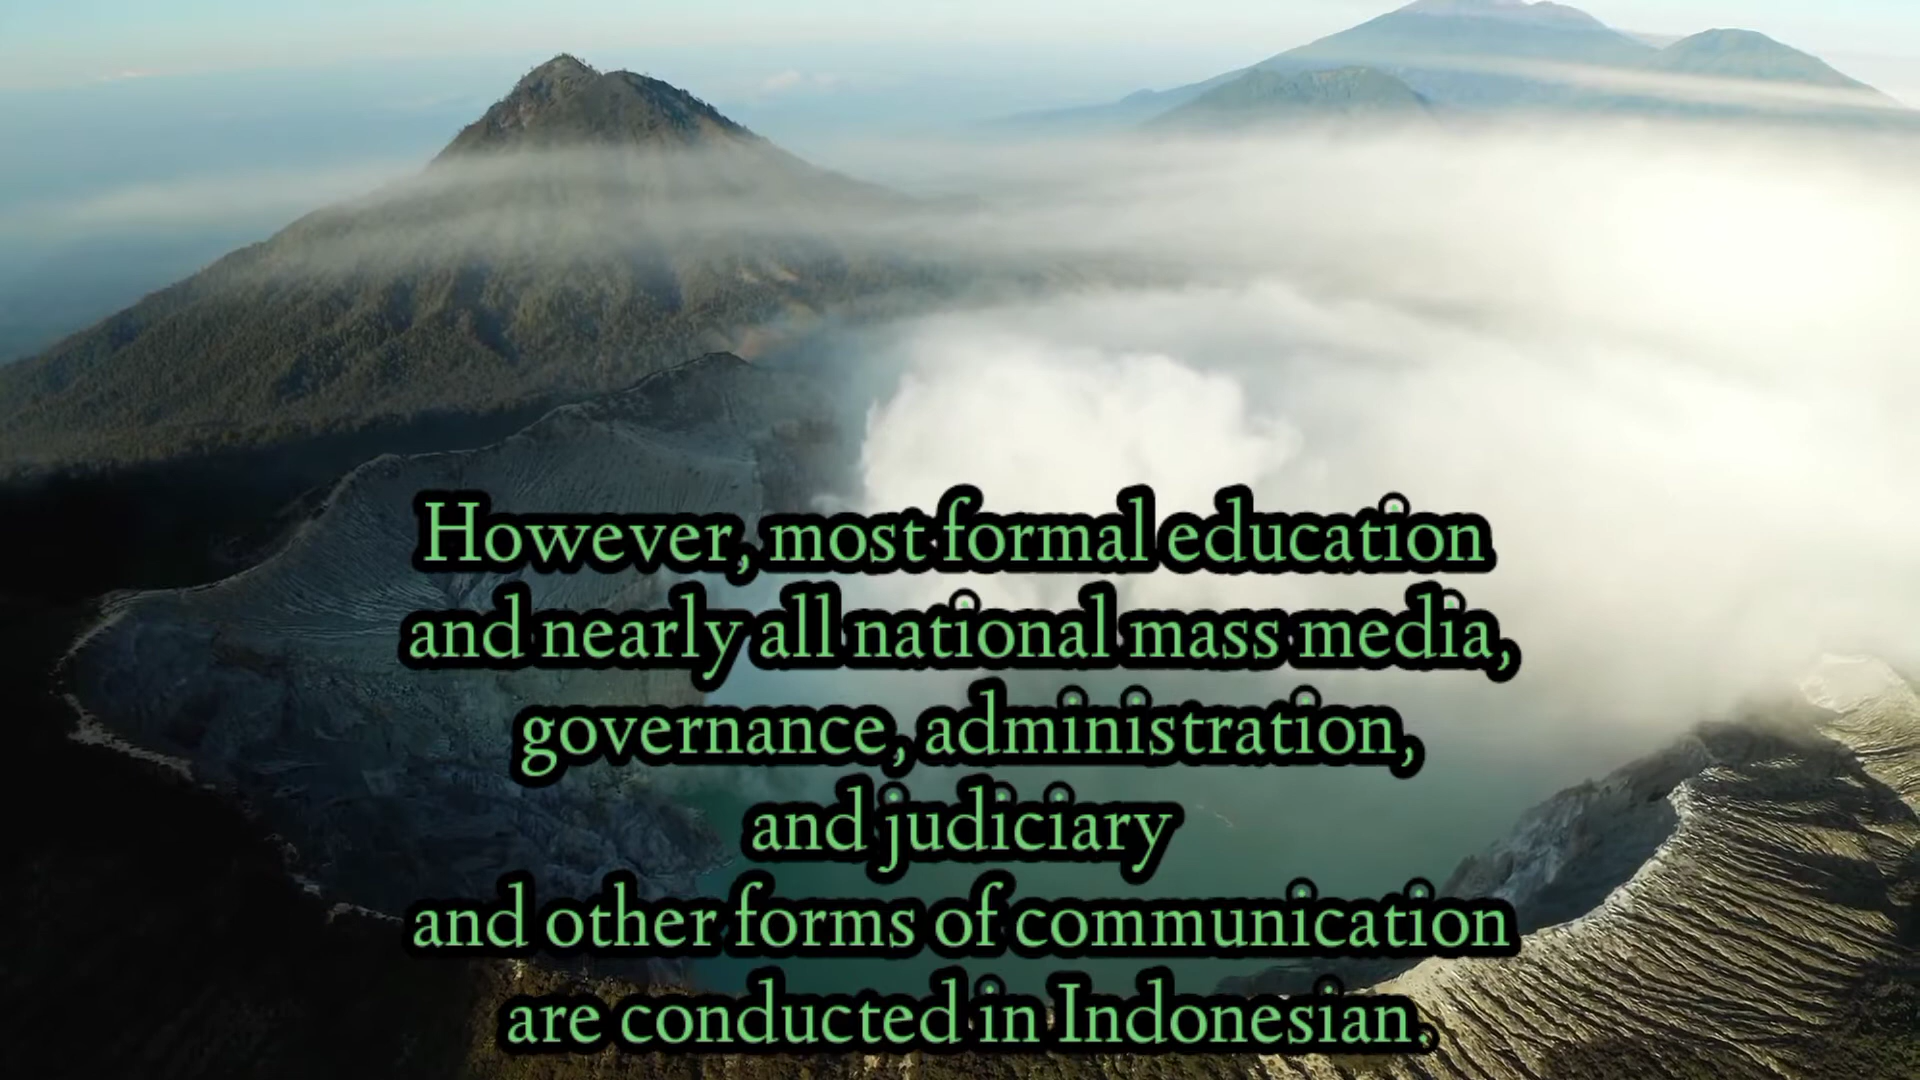 However, most formal education
and nearly all national mass media,
governance, administration,
and judiciary
and other forms of communication
are conducted in Indonesian.